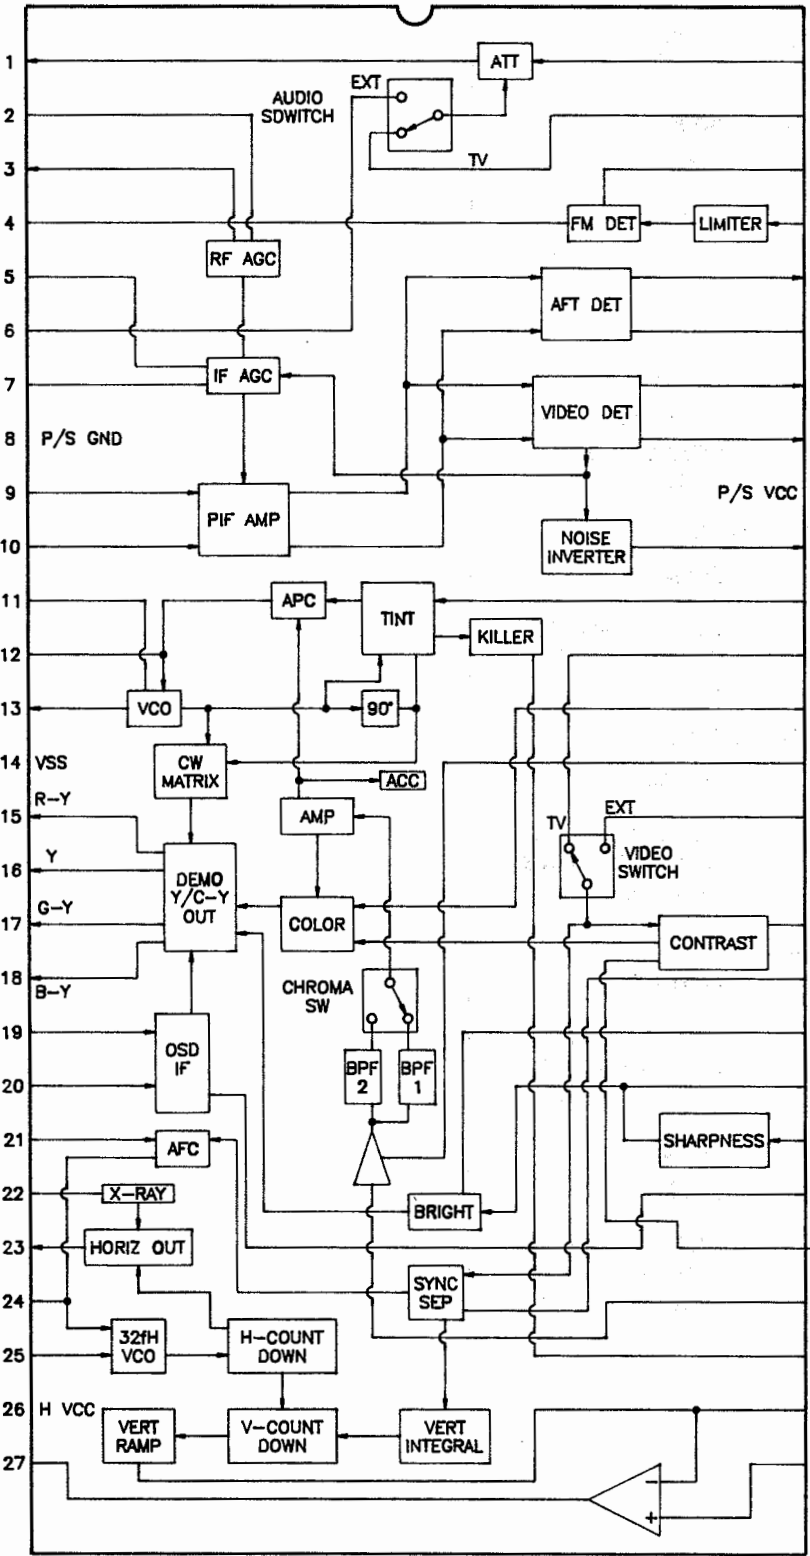 1
ATT
EXT
AUDIO
SDWITCH
2
TV
3
4
FM DET
LIMITER
RF AGC
5
AFT DET
6
IF AGC
7
VIDEO DET
8
P/S GND
9
P/S VCC
PIF AMP
10
NOISE
INVERTER
11
APC
TINT
KILLER
12
13
VCO
90°
14
VSS
CW
MATRIX
ACC
R-Y
15
AMP
TV
EXT
VIDEO
SWITCH
16
Y
DEMO
Y/C-Y
OUT
G-Y
17
COLOR
CONTRAST
18
B-Y
CHROMA
SW
19
OSD
IF
BPF
2
BPF
1
20
21
AFC
SHARPNESS
22
X-RAY
BRIGHT
23
HORIZ OUT
SYNC
SEP
24
32fH
VCO
H-COUNT
DOWN
25
26
H VCC
VERT
RAMP
V-COUNT
DOWN
VERT
INTEGRAL
27
−
+